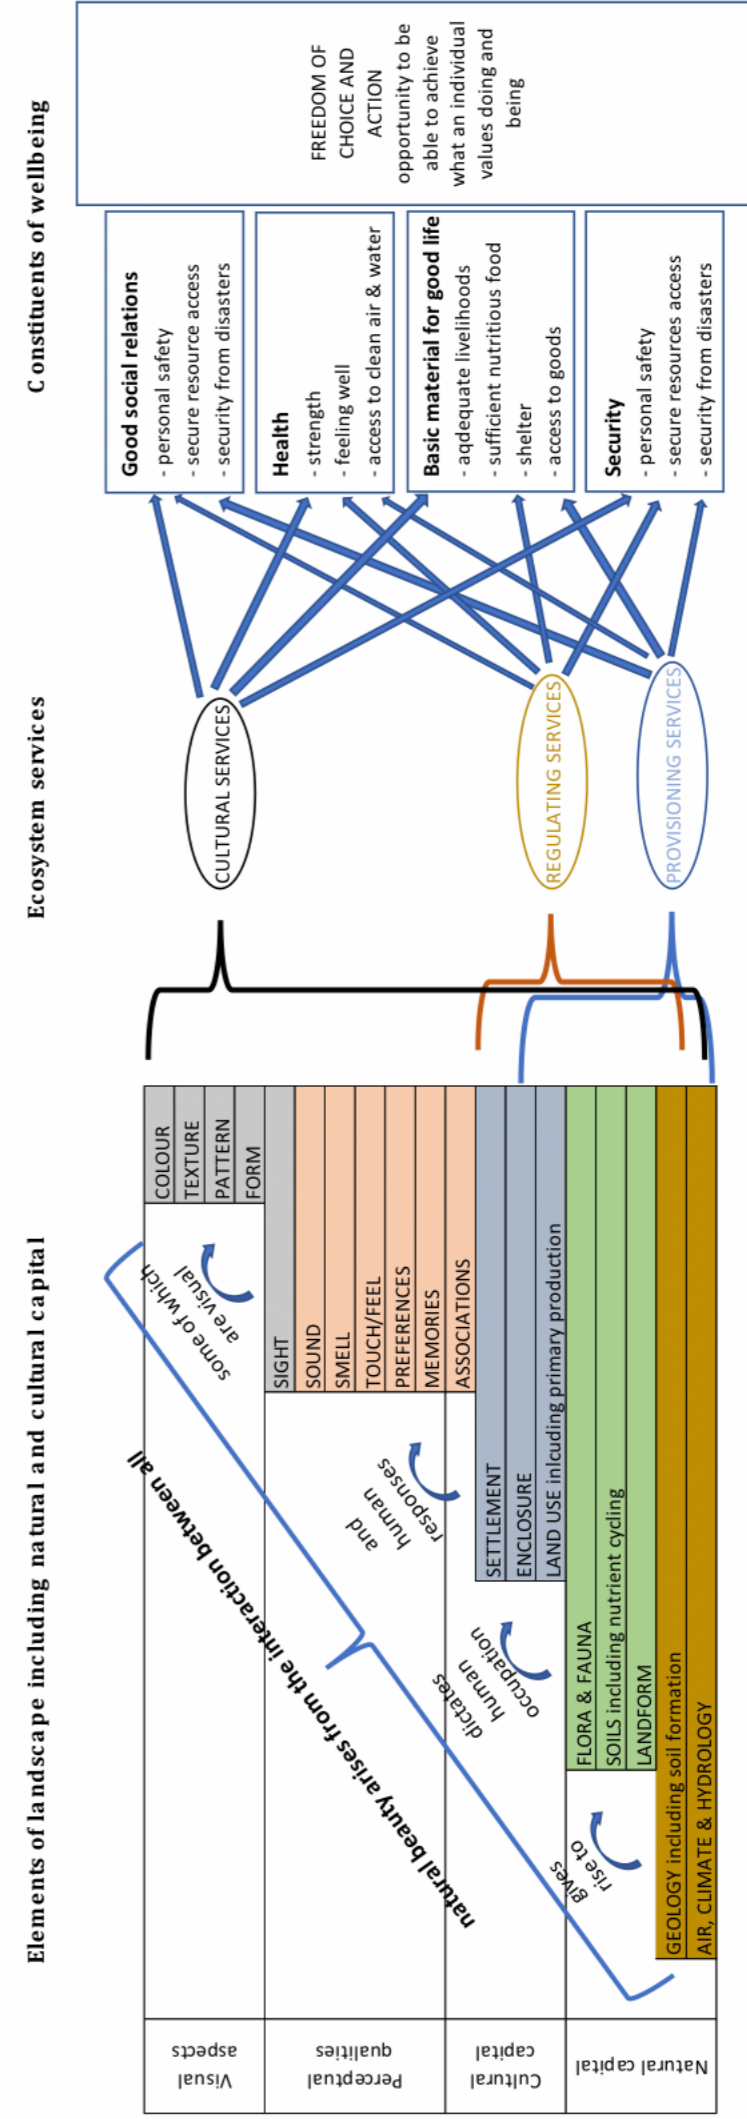 Elements of landscape including natural and cultural capital
Ecosystem services
Constituents of wellbeing
Visual
aspects
Perceptual
qualities
Cultural
capital
Natural capital
natural beauty arises from the interaction between all
some of which
are visual
and
human
responses
dictates
human
occupation
gives
rise to
COLOUR
TEXTURE
PATTERN
FORM
SIGHT
SOUND
SMELL
TOUCH/FEEL
PREFERENCES
MEMORIES
ASSOCIATIONS
SETTLEMENT
ENCLOSURE
LAND USE inlcuding primary production
FLORA & FAUNA
SOILS including nutrient cycling
LANDFORM
GEOLOGY including soil formation
AIR, CLIMATE & HYDROLOGY
CULTURAL SERVICES
REGULATING SERVICES
PROVISIONING SERVICES
Good social relations
- personal safety
- secure resource access
- security from disasters
Health
- strength
- feeling well
- access to clean air & water
Basic material for good life
- aqdequate livelihoods
- sufficient nutritious food
- shelter
- access to goods
Security
- personal safety
- secure resources access
- security from disasters
FREEDOM OF
CHOICE AND
ACTION
opportunity to be
able to achieve
what an individual
values doing and
being